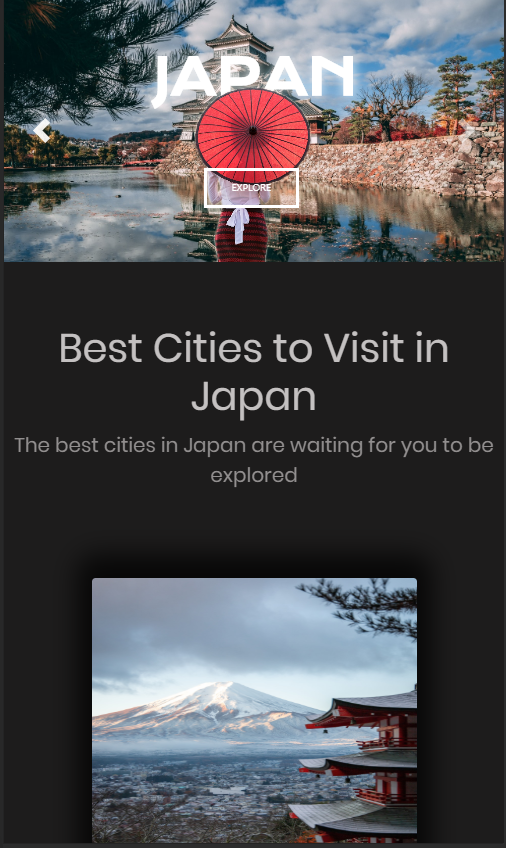 JAPAN
EXPLORE
Best Cities to Visit in
Japan
The best cities in Japan are waiting for you to be
explored